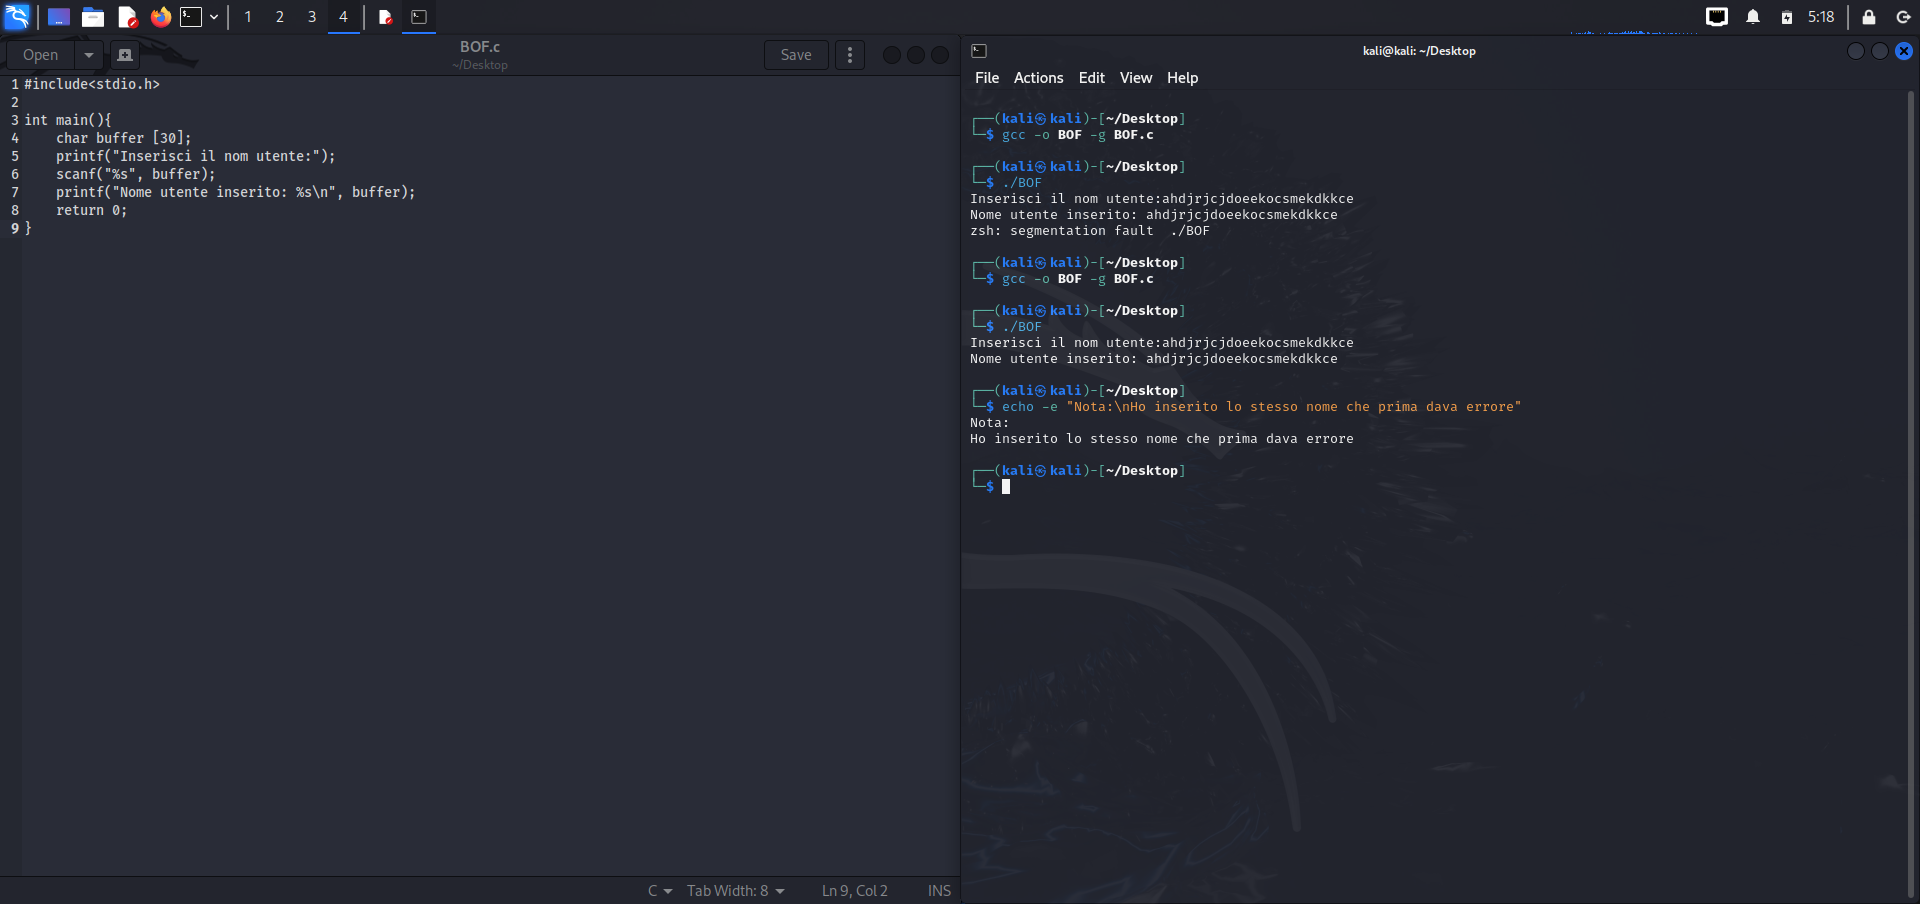 1 2 3 4 5:18
Open BOF.c ~/Desktop Save
1 #include<stdio.h>
2
3 int main(){
4     char buffer [30];
5     printf("Inserisci il nom utente:");
6     scanf("%s", buffer);
7     printf("Nome utente inserito: %s\n", buffer);
8     return 0;
9 }
C Tab Width: 8 Ln 9, Col 2 INS
kali@kali: ~/Desktop
File Actions Edit View Help
┌──(kali㉿kali)-[~/Desktop]
└─$ gcc -o BOF -g BOF.c
┌──(kali㉿kali)-[~/Desktop]
└─$ ./BOF
Inserisci il nom utente:ahdjrjcjdoeekocsmekdkkce
Nome utente inserito: ahdjrjcjdoeekocsmekdkkce
zsh: segmentation fault  ./BOF
┌──(kali㉿kali)-[~/Desktop]
└─$ gcc -o BOF -g BOF.c
┌──(kali㉿kali)-[~/Desktop]
└─$ ./BOF
Inserisci il nom utente:ahdjrjcjdoeekocsmekdkkce
Nome utente inserito: ahdjrjcjdoeekocsmekdkkce
┌──(kali㉿kali)-[~/Desktop]
└─$ echo -e "Nota:\nHo inserito lo stesso nome che prima dava errore"
Nota:
Ho inserito lo stesso nome che prima dava errore
┌──(kali㉿kali)-[~/Desktop]
└─$